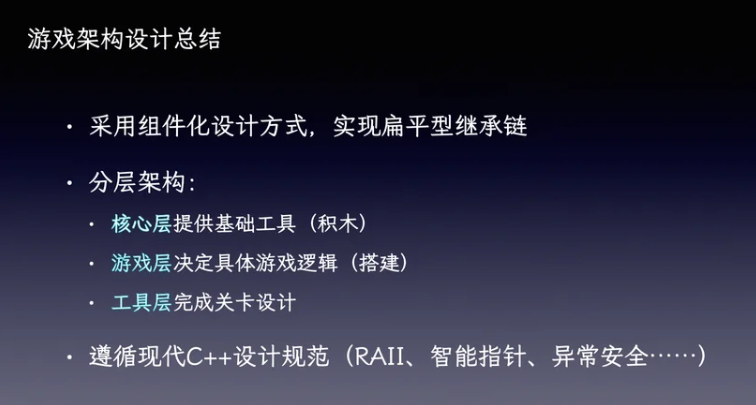 游戏架构设计总结
• 采用组件化设计方式，实现扁平型继承链
• 分层架构：
• 核心层提供基础工具（积木）
• 游戏层决定具体游戏逻辑（搭建）
• 工具层完成关卡设计
• 遵循现代C++设计规范（RAII、智能指针、异常安全……）